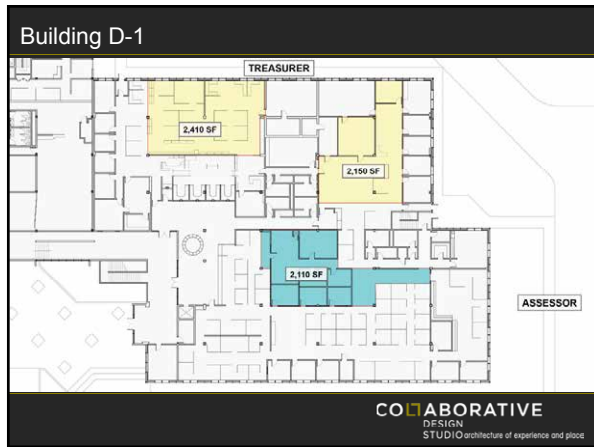 Building D-1
TREASURER
2,410 SF
2,150 SF
2,110 SF
ASSESSOR
COLLABORATIVE
DESIGN
STUDIO architecture of experience and place